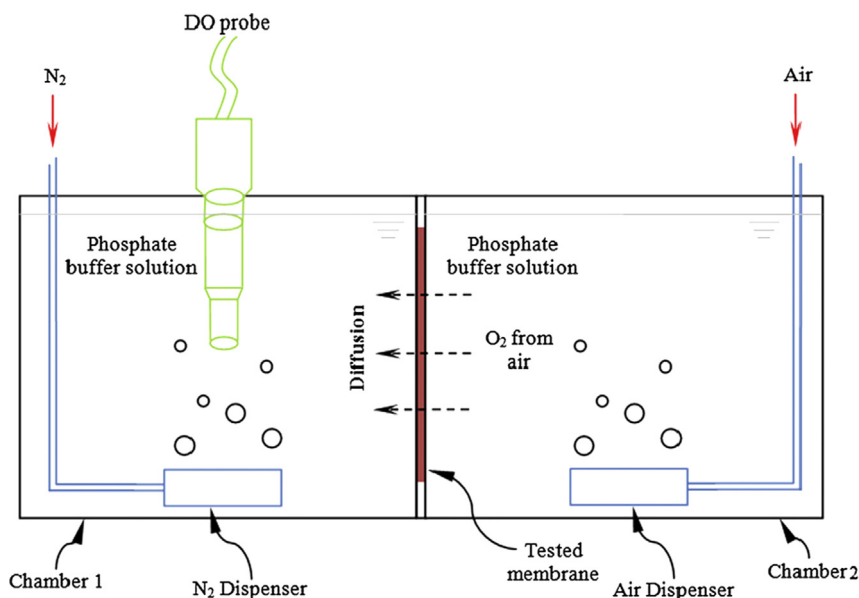 DO probe
N₂
Air
Phosphate
buffer solution
Phosphate
buffer solution
Diffusion
O₂ from
air
Chamber 1
N₂ Dispenser
Tested
membrane
Air Dispenser
Chamber 2